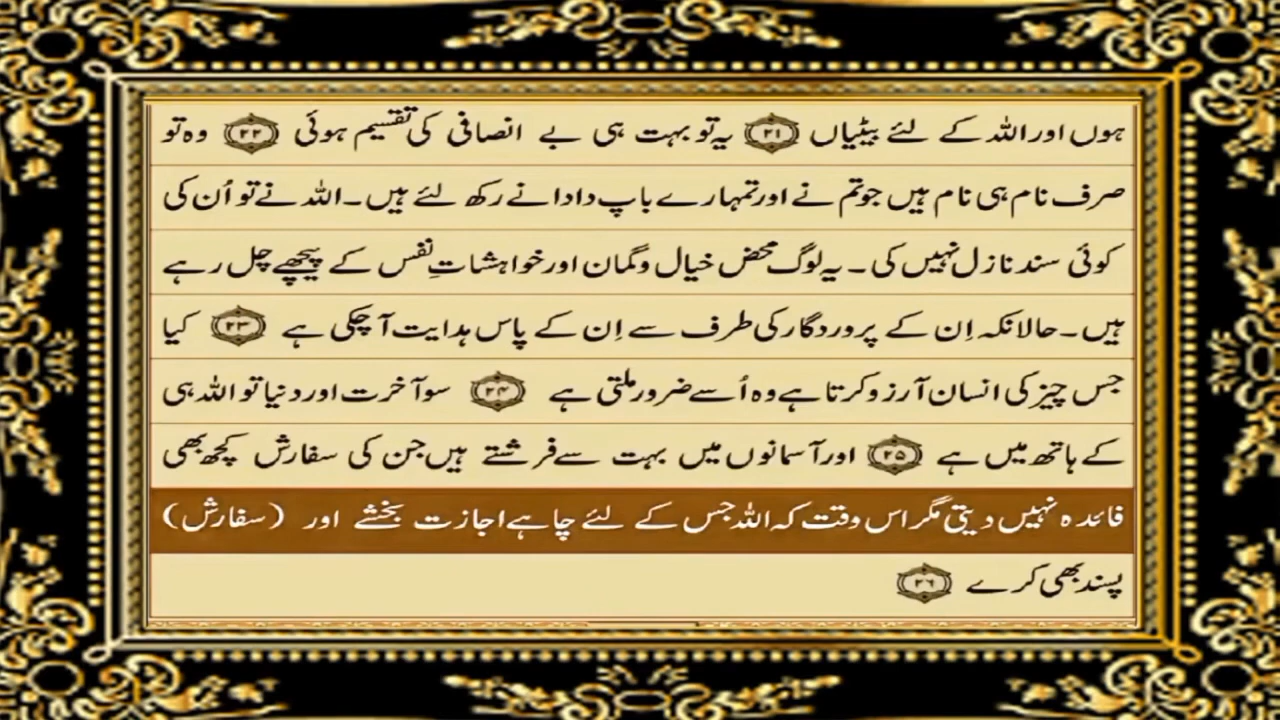 ہوں اور اللہ کے لئے بیٹیاں ۲۱ یہ تو بہت ہی بے انصافی کی تقسیم ہوئی ۲۲ وہ تو
صرف نام ہی نام ہیں جو تم نے اور تمہارے باپ دادا نے رکھ لئے ہیں۔ اللہ نے تو اُن کی
کوئی سند نازل نہیں کی۔ یہ لوگ محض خیال و گمان اور خواہشاتِ نفس کے پیچھے چل رہے
ہیں۔ حالانکہ اِن کے پروردگار کی طرف سے اِن کے پاس ہدایت آ چکی ہے ۲۳ کیا
جس چیز کی انسان آرزو کرتا ہے وہ اُسے ضرور ملتی ہے ۲۴ سو آخرت اور دنیا تو اللہ ہی
کے ہاتھ میں ہے ۲۵ اور آسمانوں میں بہت سے فرشتے ہیں جن کی سفارش کچھ بھی
فائدہ نہیں دیتی مگر اس وقت کہ اللہ جس کے لئے چاہے اجازت بخشے اور (سفارش)
پسند بھی کرے ۲۶